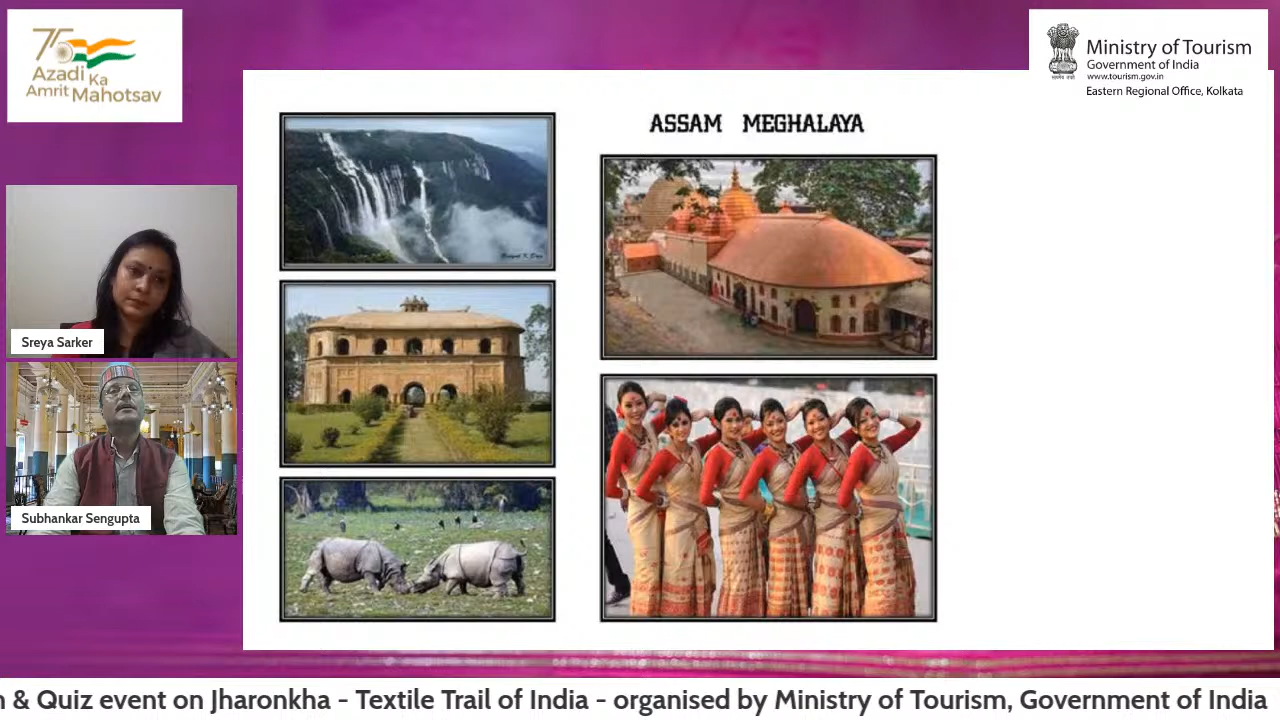 75
Azadi Ka
Amrit Mahotsav
Ministry of Tourism
Government of India
www.tourism.gov.in
Eastern Regional Office, Kolkata
ASSAM MEGHALAYA
Sreya Sarker
Subhankar Sengupta
& Quiz event on Jharonkha - Textile Trail of India - organised by Ministry of Tourism, Government of India